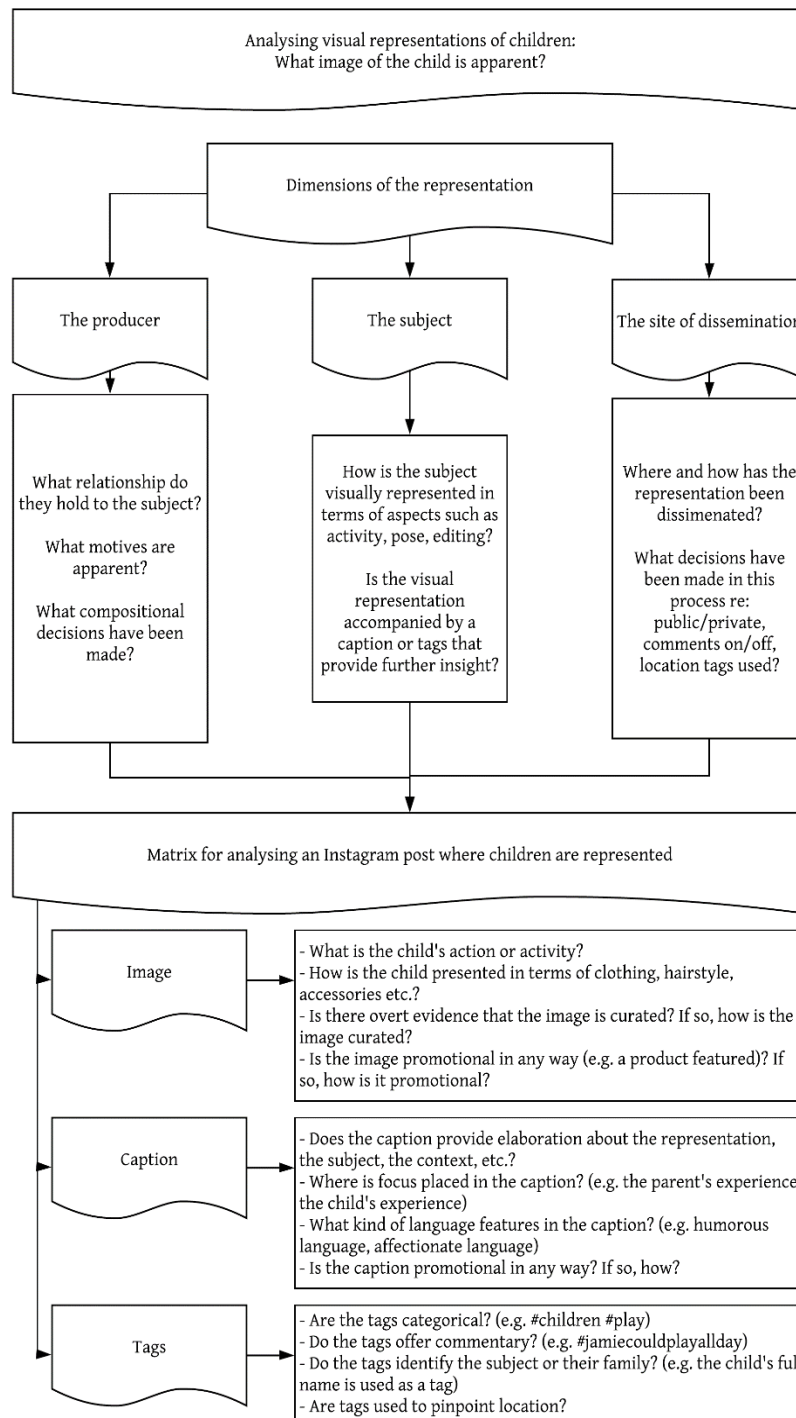 Analysing visual representations of children:
What image of the child is apparent?
Dimensions of the representation
The producer
The subject
The site of dissemination
What relationship do
they hold to the subject?
What motives are
apparent?
What compositional
decisions have been
made?
How is the subject
visually represented in
terms of aspects such as
activity, pose, editing?
Is the visual
representation
accompanied by a
caption or tags that
provide further insight?
Where and how has the
representation been
dissimenated?
What decisions have
been made in this
process re:
public/private,
comments on/off,
location tags used?
Matrix for analysing an Instagram post where children are represented
Image
- What is the child's action or activity?
- How is the child presented in terms of clothing, hairstyle,
accessories etc.?
- Is there overt evidence that the image is curated? If so, how is the
image curated?
- Is the image promotional in any way (e.g. a product featured)? If
so, how is it promotional?
Caption
- Does the caption provide elaboration about the representation,
the subject, the context, etc.?
- Where is focus placed in the caption? (e.g. the parent's experience
the child's experience)
- What kind of language features in the caption? (e.g. humorous
language, affectionate language)
- Is the caption promotional in any way? If so, how?
Tags
- Are the tags categorical? (e.g. #children #play)
- Do the tags offer commentary? (e.g. #jamiecouldplayallday)
- Do the tags identify the subject or their family? (e.g. the child's ful
name is used as a tag)
- Are tags used to pinpoint location?